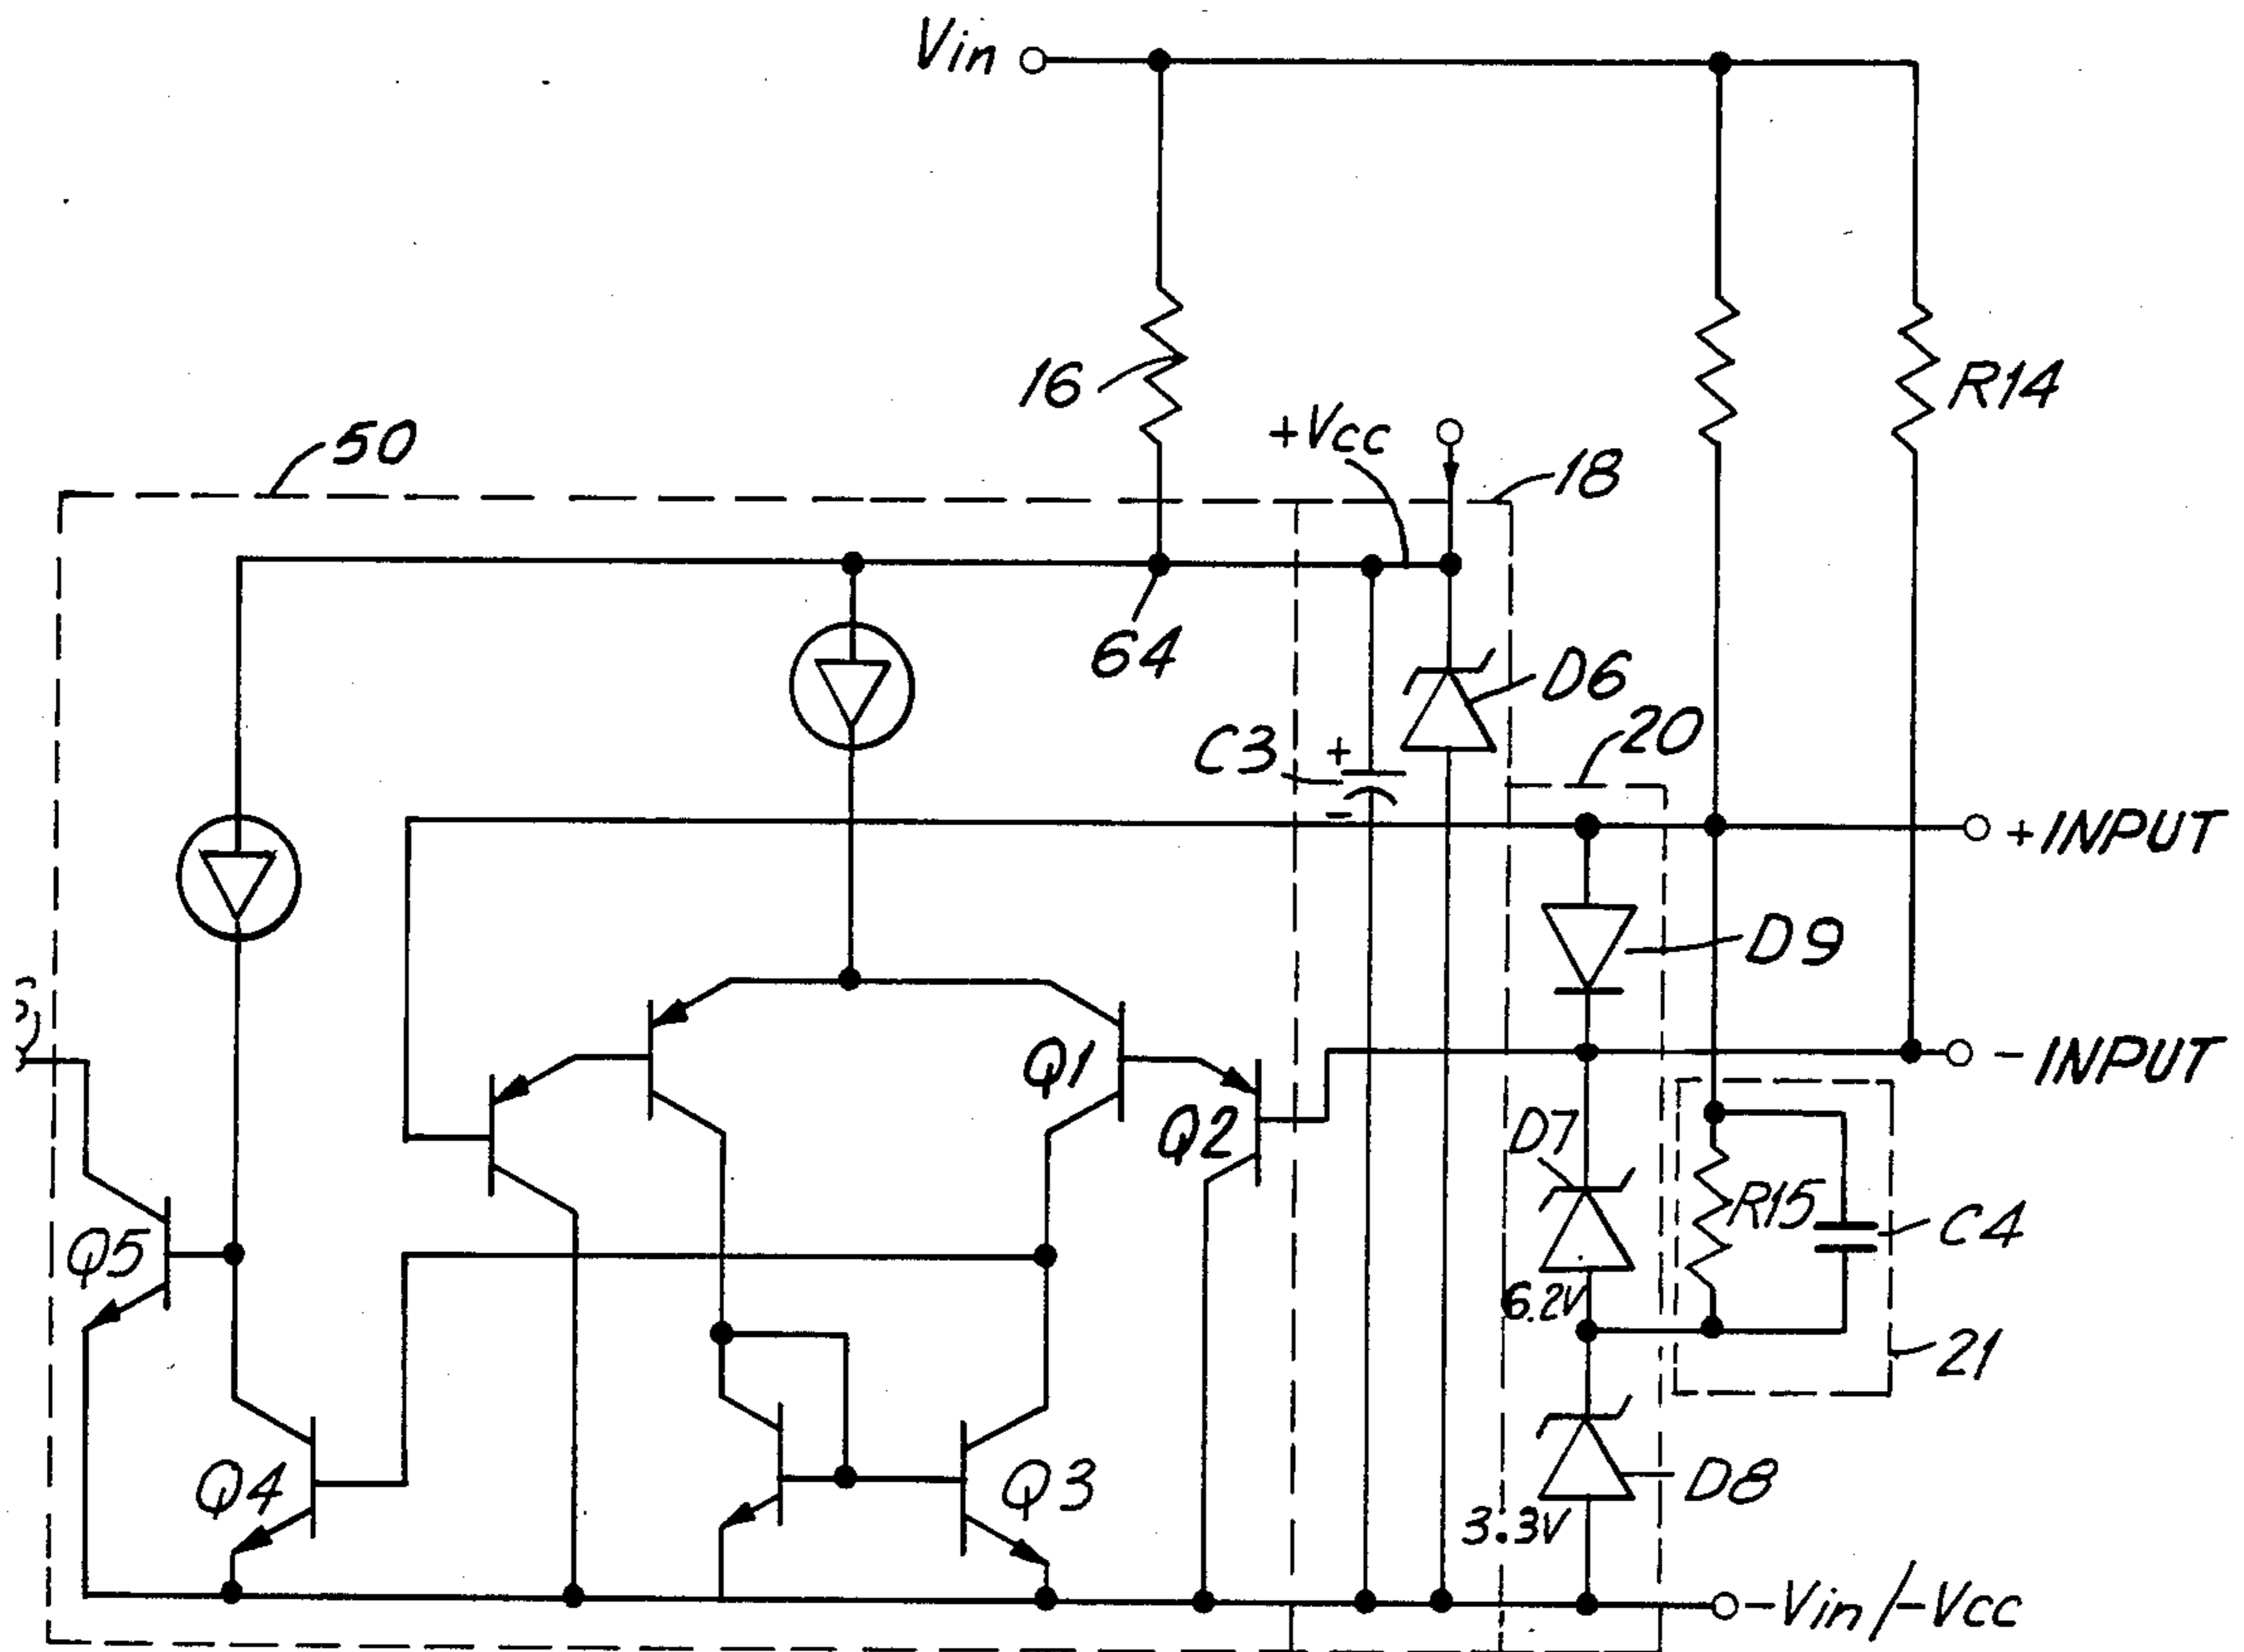 Vin
16
R14
50
+Vcc
18
64
D6
20
C3
+
-
+INPUT
D9
-INPUT
Q1
Q2
D7
R15
C4
Q5
6.2V
21
Q4
Q3
D8
3.3V
-Vin/-Vcc